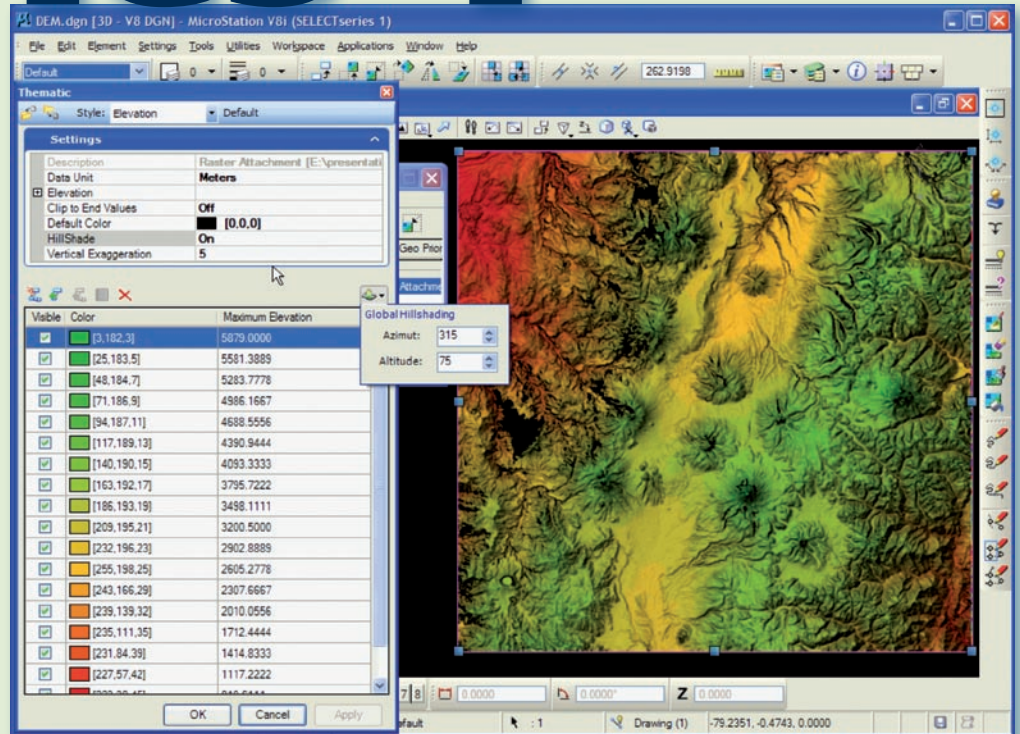 DEM.dgn [3D - V8 DGN] - MicroStation V8i (SELECTseries 1)
File Edit Element Settings Tools Utilities Workspace Applications Window Help
Default 0 0 262.9198
Thematic
Style: Elevation Default
Settings
Description Raster Attachment [E:\presentati
Data Unit Meters
Elevation
Clip to End Values Off
Default Color [0,0,0]
HillShade On
Vertical Exaggeration 5
Geo Prior
Attachme
Visible Color Maximum Elevation
Global Hillshading
Azimut: 315
Altitude: 75
[3,182,3] 5879.0000
[25,183,5] 5581.3889
[48,184,7] 5283.7778
[71,186,9] 4986.1667
[94,187,11] 4688.5556
[117,189,13] 4390.9444
[140,190,15] 4093.3333
[163,192,17] 3795.7222
[186,193,19] 3498.1111
[209,195,21] 3200.5000
[232,196,23] 2902.8889
[255,198,25] 2605.2778
[243,166,29] 2307.6667
[239,139,32] 2010.0556
[235,111,35] 1712.4444
[231,84,39] 1414.8333
[227,57,42] 1117.2222
OK Cancel Apply
7 8 0.0000 0.0000° Z 0.0000
efault : 1 Drawing (1) -79.2351, -0.4743, 0.0000